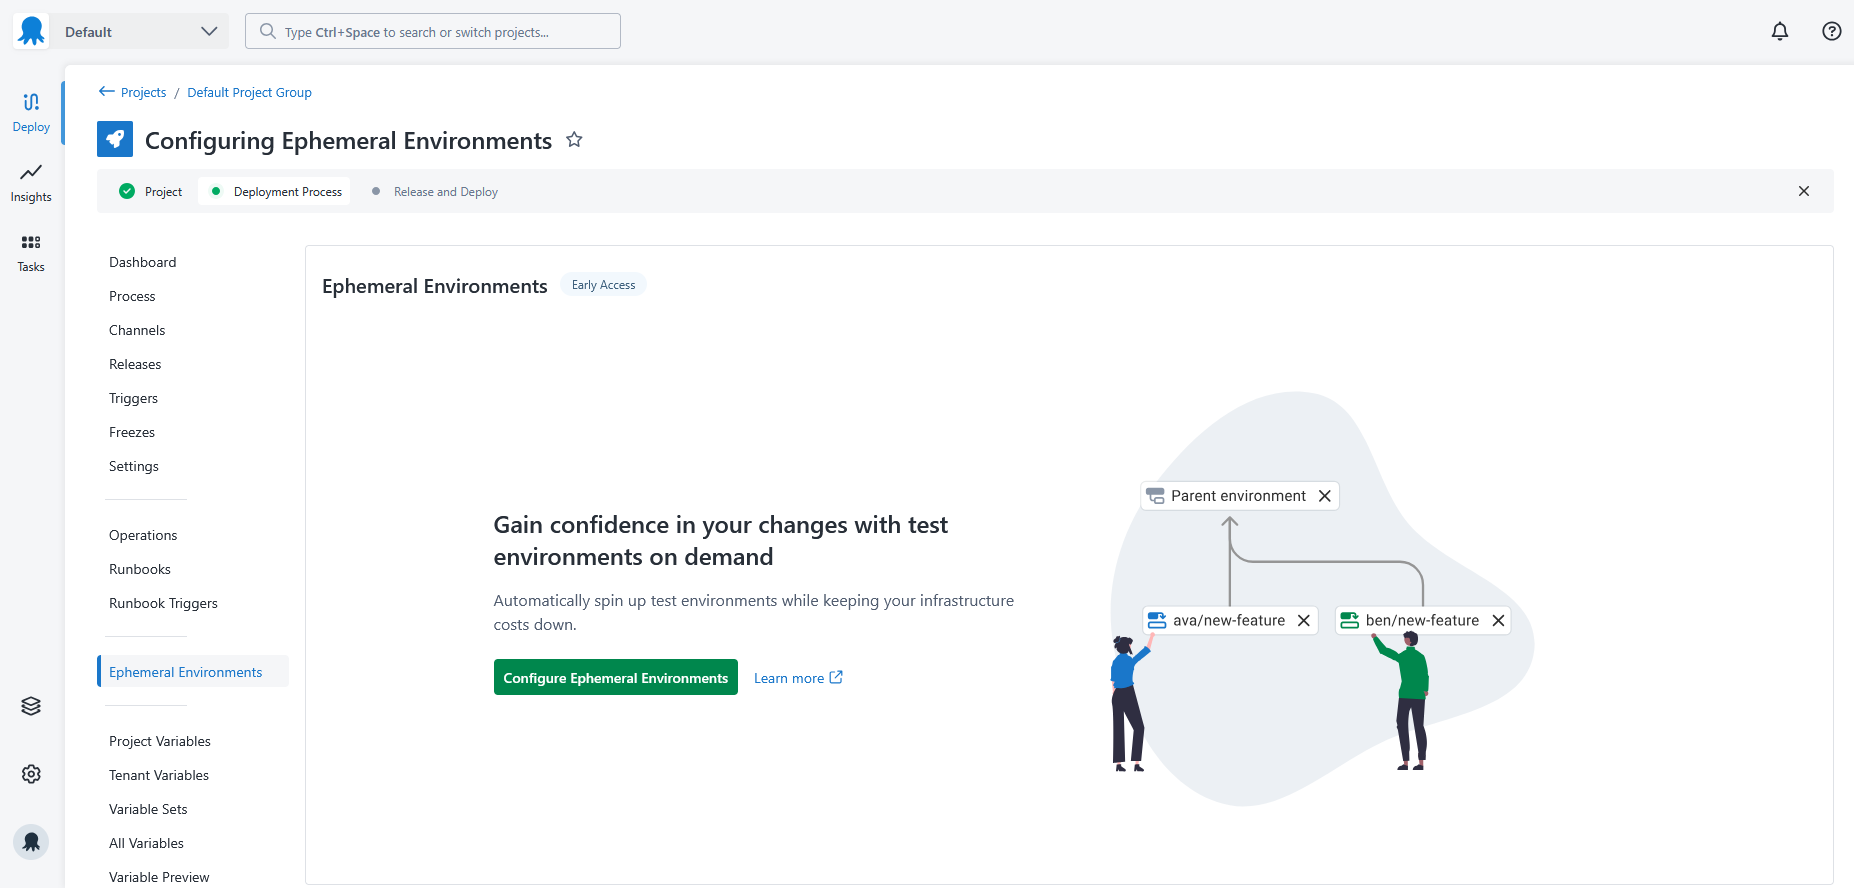 Default
Type Ctrl+Space to search or switch projects...
Deploy
Insights
Tasks
Projects / Default Project Group
Configuring Ephemeral Environments
Project
Deployment Process
Release and Deploy
Dashboard
Process
Channels
Releases
Triggers
Freezes
Settings
Operations
Runbooks
Runbook Triggers
Ephemeral Environments
Project Variables
Tenant Variables
Variable Sets
All Variables
Variable Preview
Ephemeral Environments
Early Access
Gain confidence in your changes with test
environments on demand
Automatically spin up test environments while keeping your infrastructure
costs down.
Configure Ephemeral Environments
Learn more
Parent environment
ava/new-feature
ben/new-feature